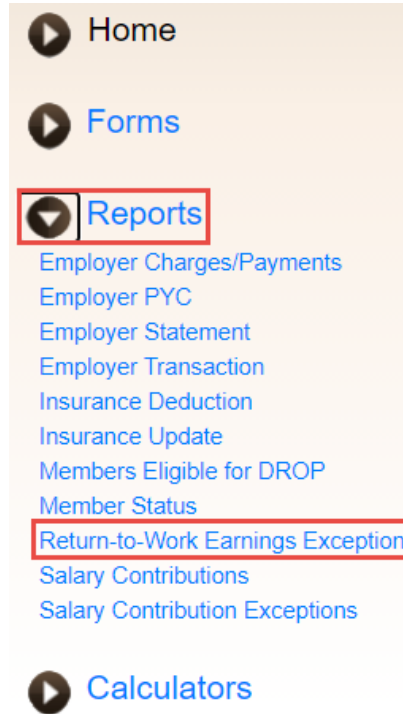 Home
Forms
Reports
Employer Charges/Payments
Employer PYC
Employer Statement
Employer Transaction
Insurance Deduction
Insurance Update
Members Eligible for DROP
Member Status
Return-to-Work Earnings Exception
Salary Contributions
Salary Contribution Exceptions
Calculators